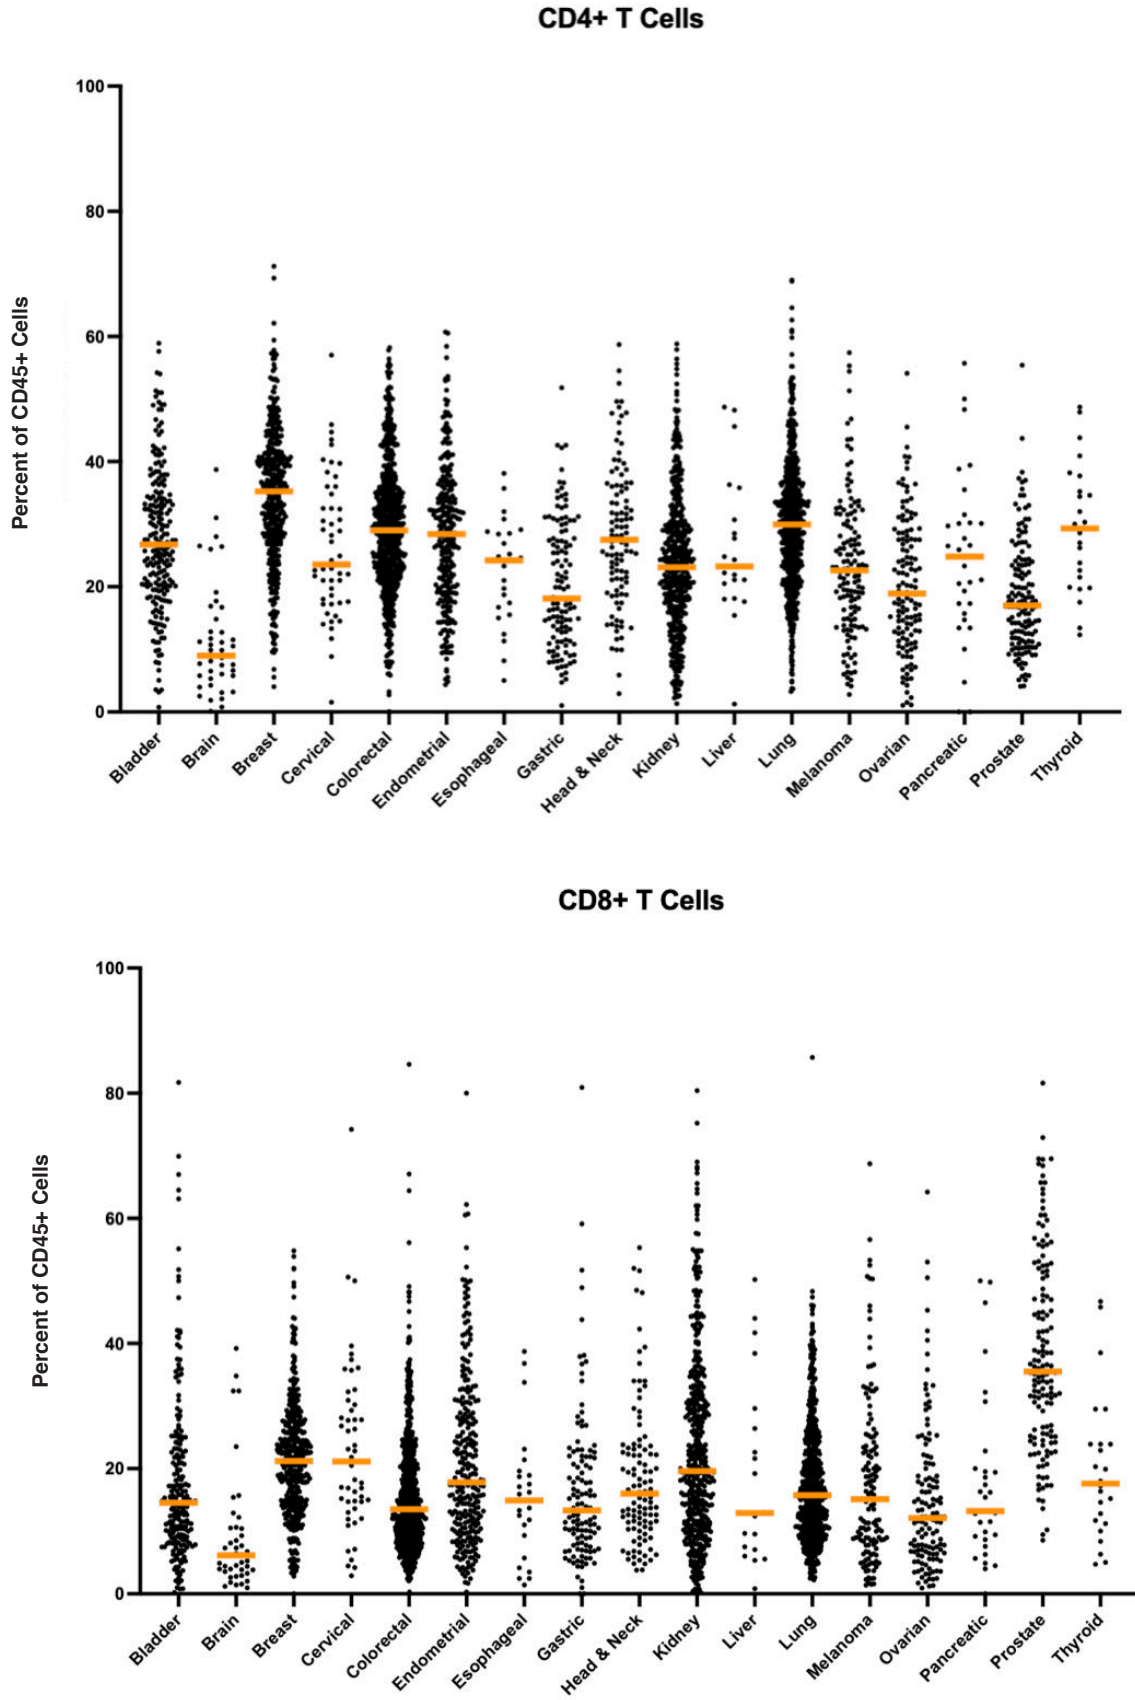 CD4+ T Cells
Percent of CD45+ Cells
100
80
60
40
20
0
Bladder
Brain
Breast
Cervical
Colorectal
Endometrial
Esophageal
Gastric
Head & Neck
Kidney
Liver
Lung
Melanoma
Ovarian
Pancreatic
Prostate
Thyroid
CD8+ T Cells
Percent of CD45+ Cells
100
80
60
40
20
0
Bladder
Brain
Breast
Cervical
Colorectal
Endometrial
Esophageal
Gastric
Head & Neck
Kidney
Liver
Lung
Melanoma
Ovarian
Pancreatic
Prostate
Thyroid